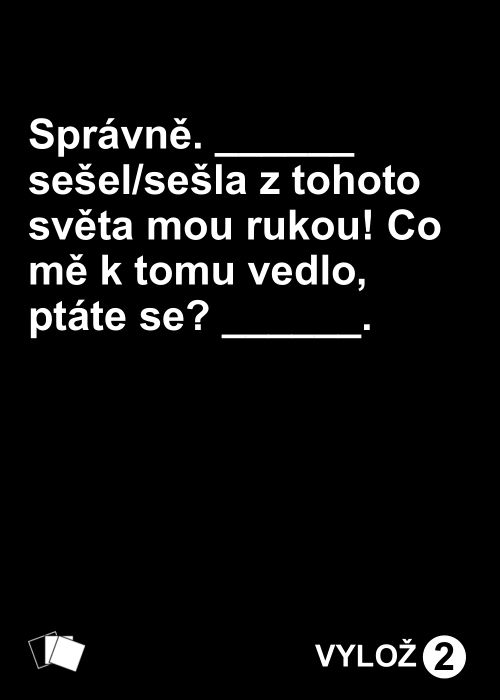 Správně. ______
sešel/sešla z tohoto
světa mou rukou! Co
mě k tomu vedlo,
ptáte se? ______.
VYLOŽ 2